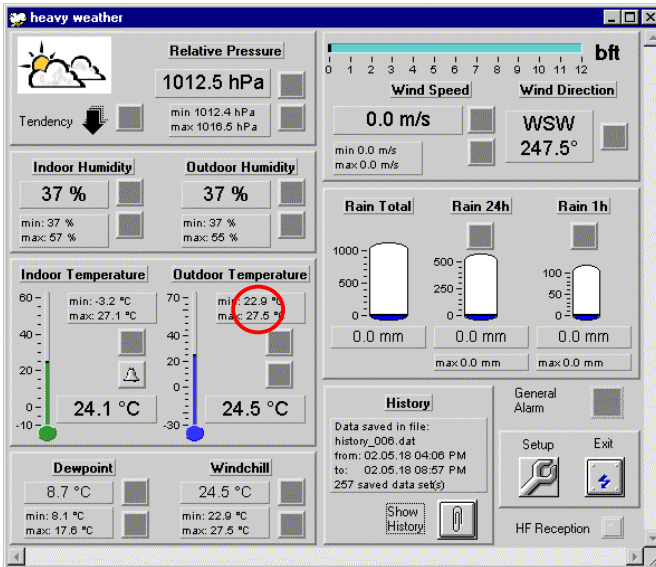 heavy weather
Relative Pressure
1012.5 hPa
Tendency
min 1012.4 hPa
max 1016.5 hPa
bft
0 1 2 3 4 5 6 7 8 9 10 11 12
Wind Speed
Wind Direction
0.0 m/s
WSW
247.5°
min 0.0 m/s
max 0.0 m/s
Indoor Humidity
Outdoor Humidity
37 %
37 %
min: 37 %
max: 57 %
min: 37 %
max: 55 %
Rain Total
Rain 24h
Rain 1h
1000
500
0
500
250
0
100
50
0
0.0 mm
0.0 mm
0.0 mm
max 0.0 mm
max 0.0 mm
Indoor Temperature
Outdoor Temperature
60
40
20
0
-10
min: -3.2 °C
max: 27.1 °C
24.1 °C
70
40
20
0
-30
min: 22.9 °C
max: 27.5 °C
24.5 °C
History
Data saved in file:
history_006.dat
from: 02.05.18 04:06 PM
to: 02.05.18 08:57 PM
257 saved data set(s)
Show
History
General
Alarm
Setup
Exit
HF Reception
Dewpoint
Windchill
8.7 °C
24.5 °C
min: 8.1 °C
max: 17.6 °C
min: 22.9 °C
max: 27.5 °C